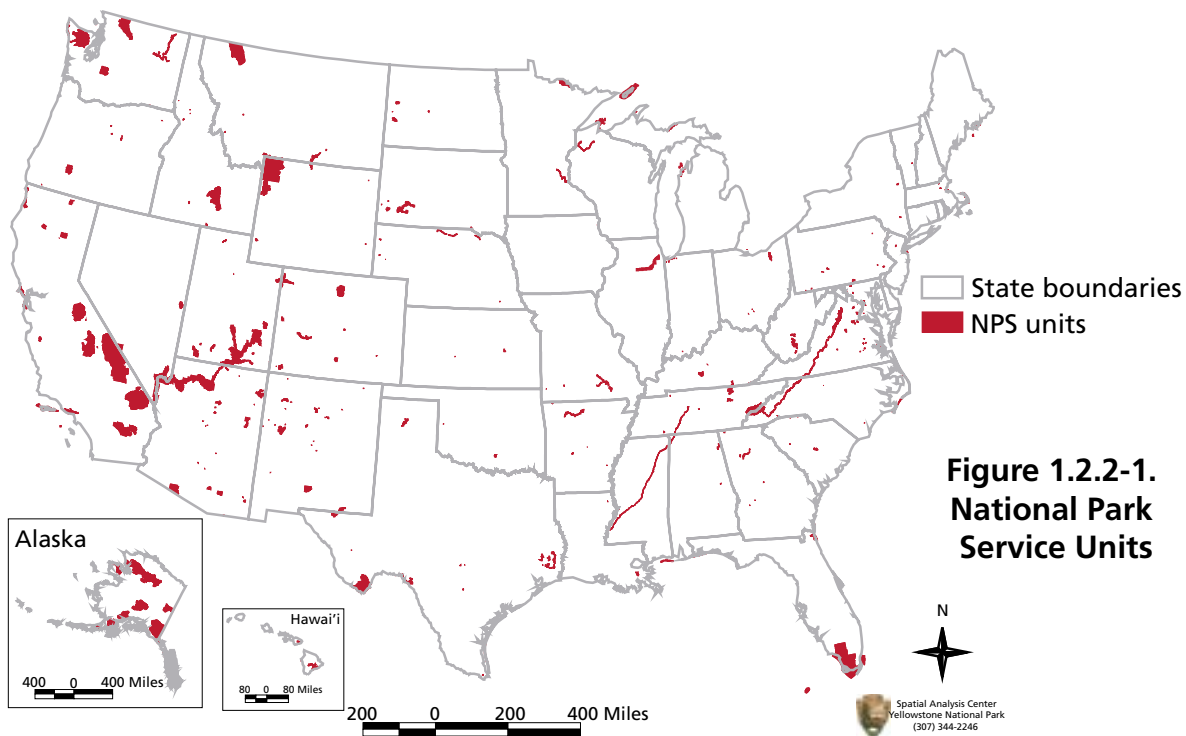 State boundaries
NPS units
Figure 1.2.2-1.
National Park
Service Units
Alaska
400 0 400 Miles
Hawai'i
80 0 80 Miles
200 0 200 400 Miles
N
Spatial Analysis Center
Yellowstone National Park
(307) 344-2246